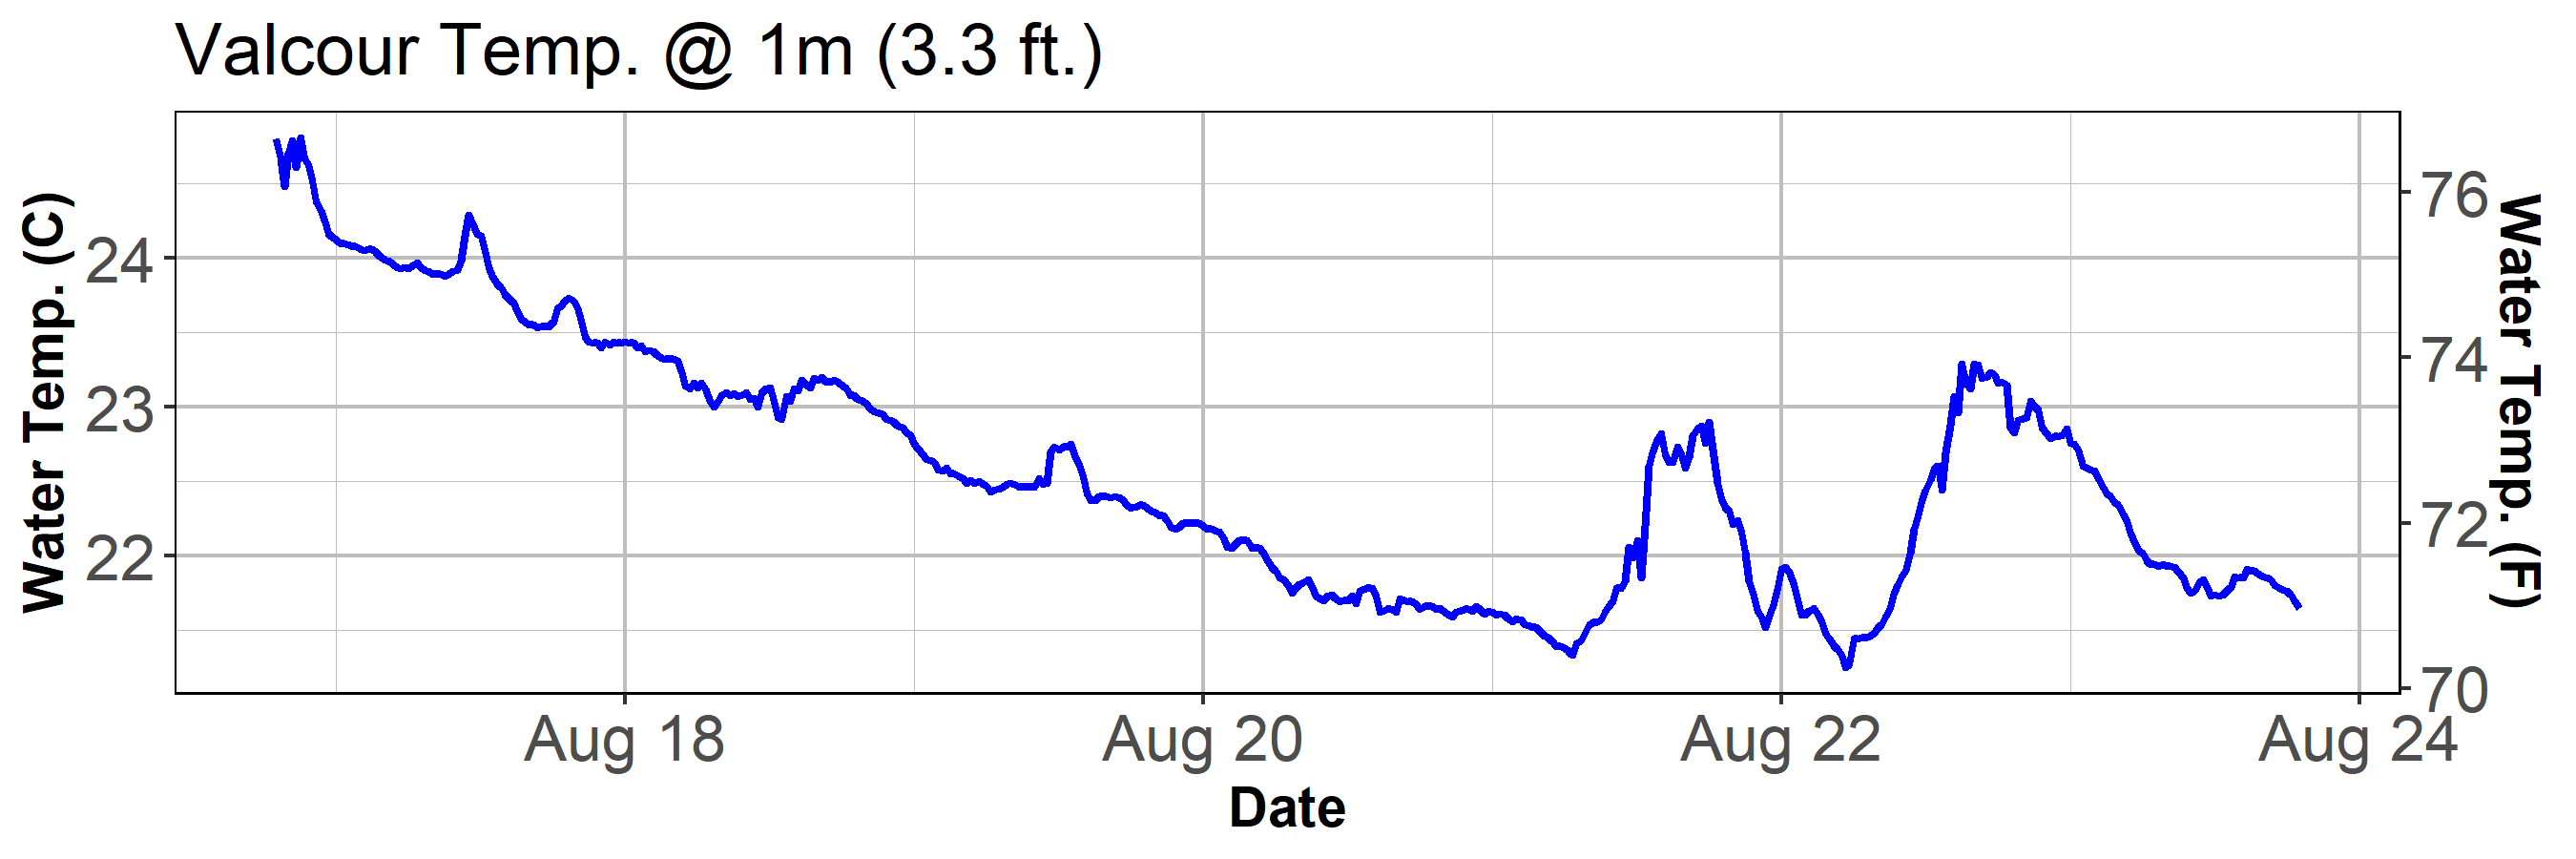 Valcour Temp. @ 1m (3.3 ft.)
Water Temp. (C)
24
23
22
76
74
72
70
Water Temp. (F)
Aug 18
Aug 20
Aug 22
Aug 24
Date